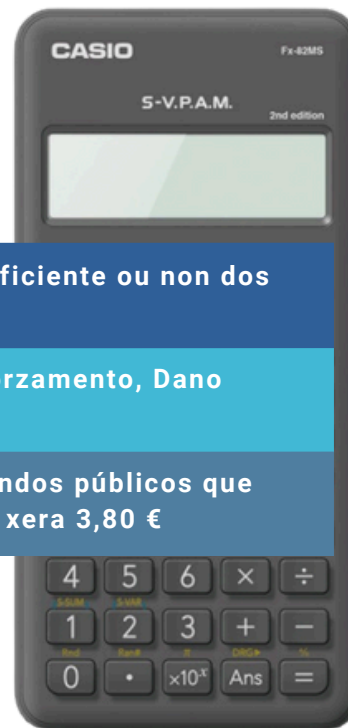 CASIO
Fx-82MS
S-V.P.A.M.
2nd edition
ficiente ou non dos
rzamento, Dano
ndos públicos que
xera 3,80 €
4 5 6 × ÷
S-SUM S-VAR
1 2 3 + −
Rnd Ran# π DRG▸ %
0 · ×10ˣ Ans =